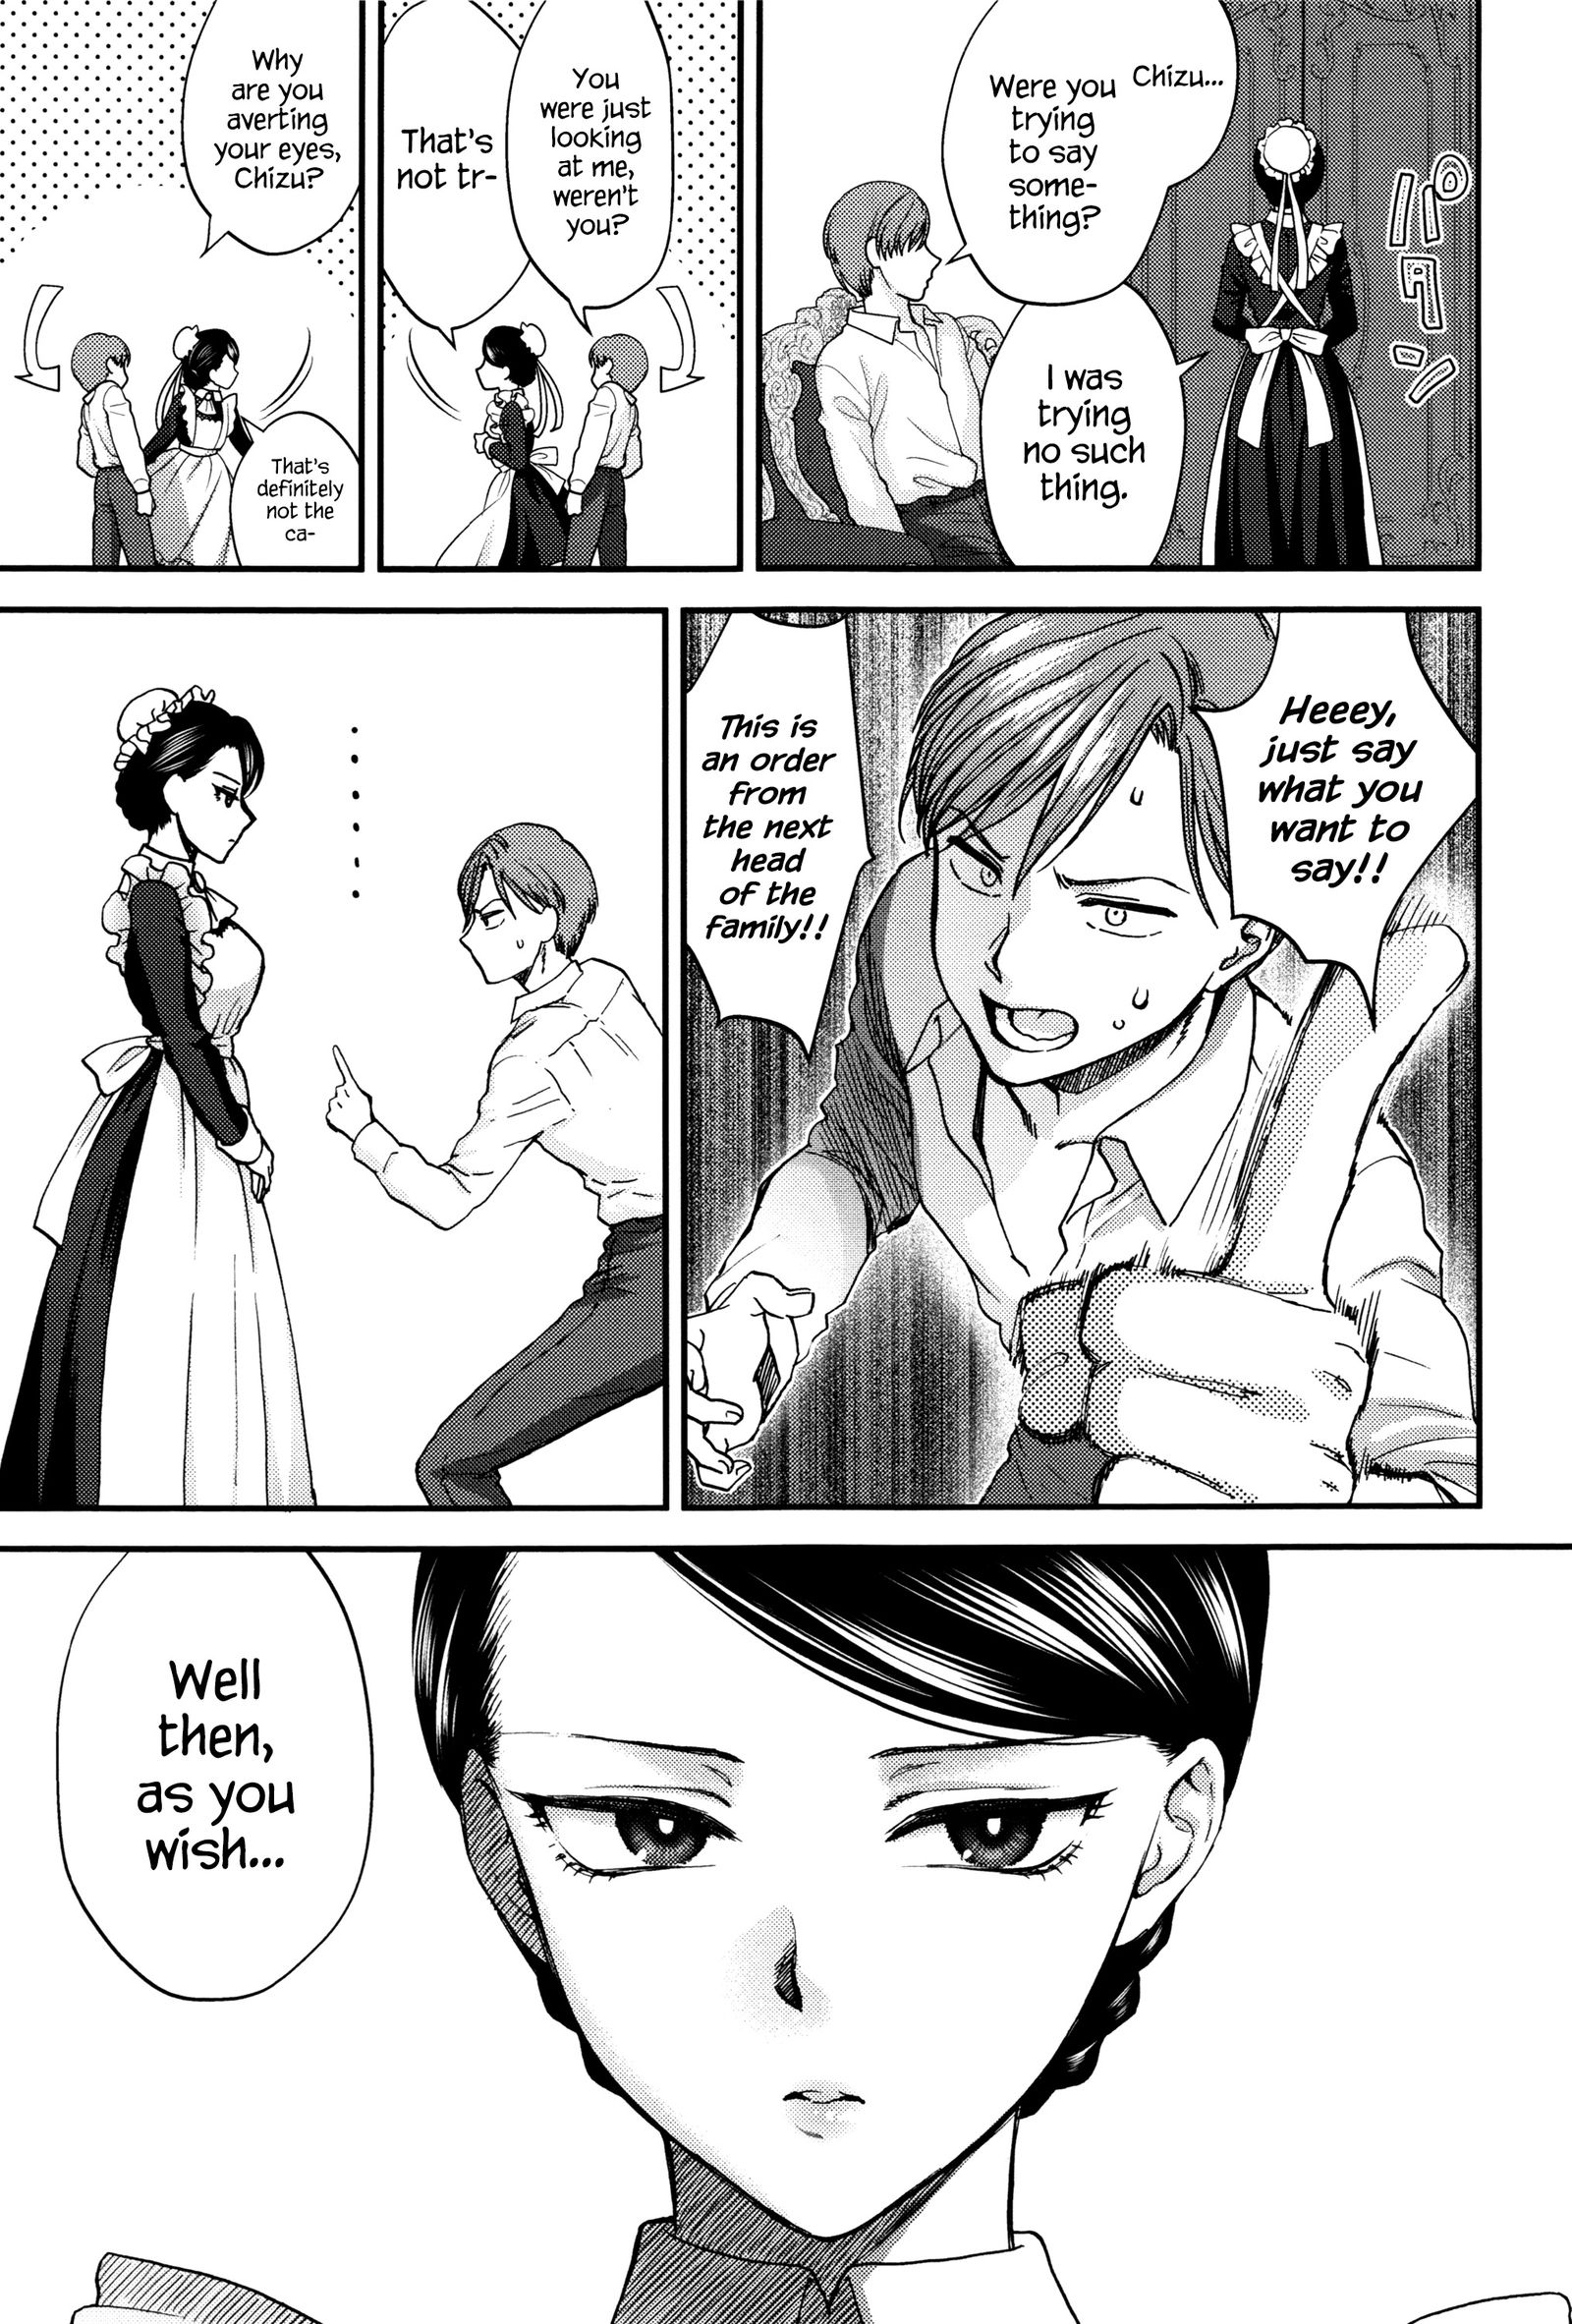 Chizu...
Were you
trying
to say
some-
thing?
パタン
I was
trying
no such
thing.
You
were just
looking
at me,
weren't
you?
That's
not tr-
Why
are you
averting
your eyes,
Chizu?
That's
definitely
not the
ca-
Heeey,
just say
what you
want to
say!!
This is
an order
from
the next
head
of the
family!!
......
Well
then,
as you
wish...